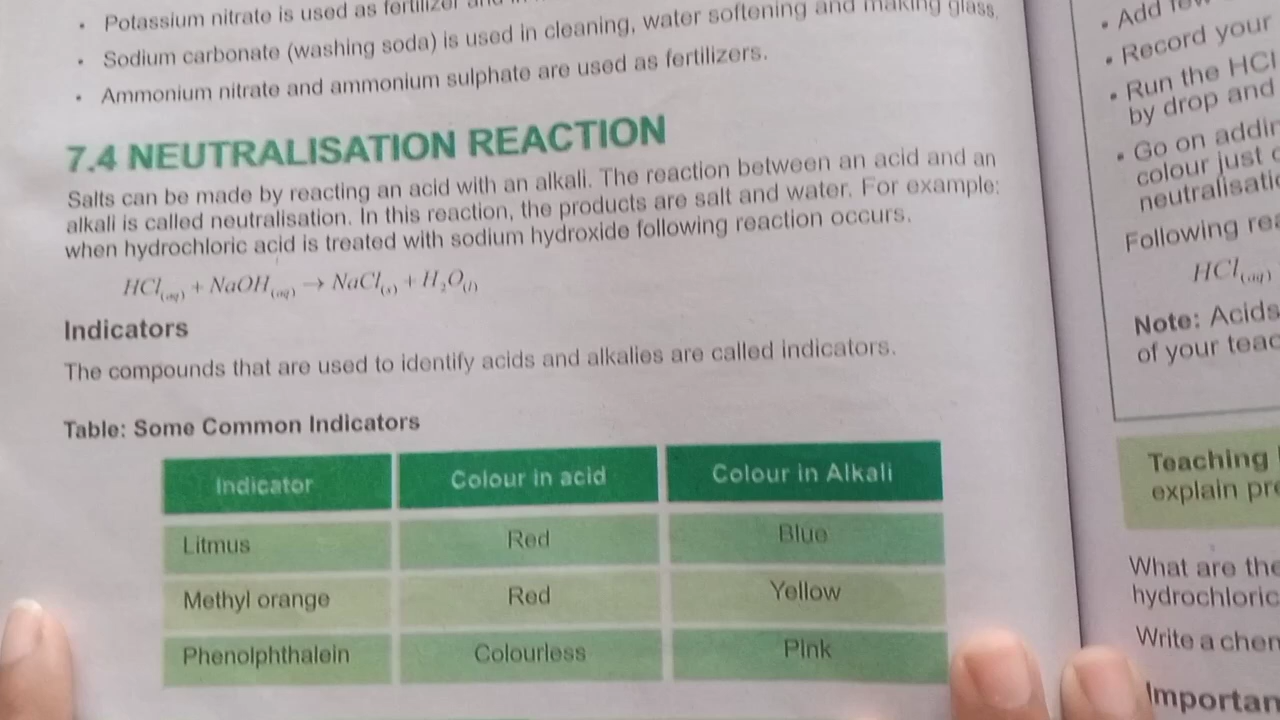 • Potassium nitrate is used as fertilizer
• Sodium carbonate (washing soda) is used in cleaning, water softening and making glass.
• Ammonium nitrate and ammonium sulphate are used as fertilizers.
7.4 NEUTRALISATION REACTION
Salts can be made by reacting an acid with an alkali. The reaction between an acid and an
alkali is called neutralisation. In this reaction, the products are salt and water. For example:
when hydrochloric acid is treated with sodium hydroxide following reaction occurs.
HCl(aq) + NaOH(aq) → NaCl(s) + H₂O(l)
Indicators
The compounds that are used to identify acids and alkalies are called indicators.
Table: Some Common Indicators
Indicator Colour in acid Colour in Alkali
Litmus Red Blue
Methyl orange Red Yellow
Phenolphthalein Colourless Pink
• Add
• Record your
• Run the HCl
by drop and
• Go on
colour just
Following
HCl(aq)
Note: Acids
of your
Teaching
explain
What are the
hydrochloric
Write a